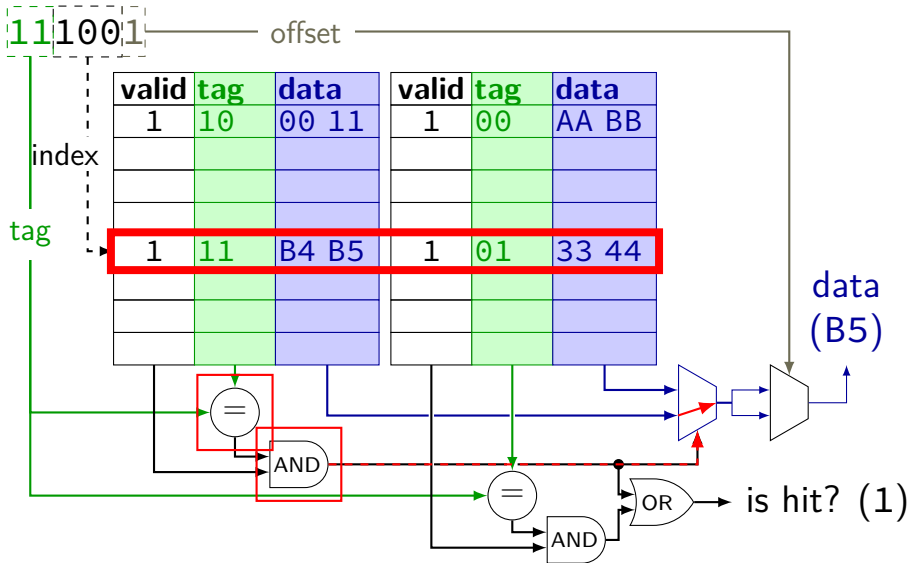 111001
offset
valid tag data valid tag data
1 10 00 11 1 00 AA BB
index
tag
1 11 B4 B5 1 01 33 44
data
(B5)
=
AND
=
OR
is hit? (1)
AND